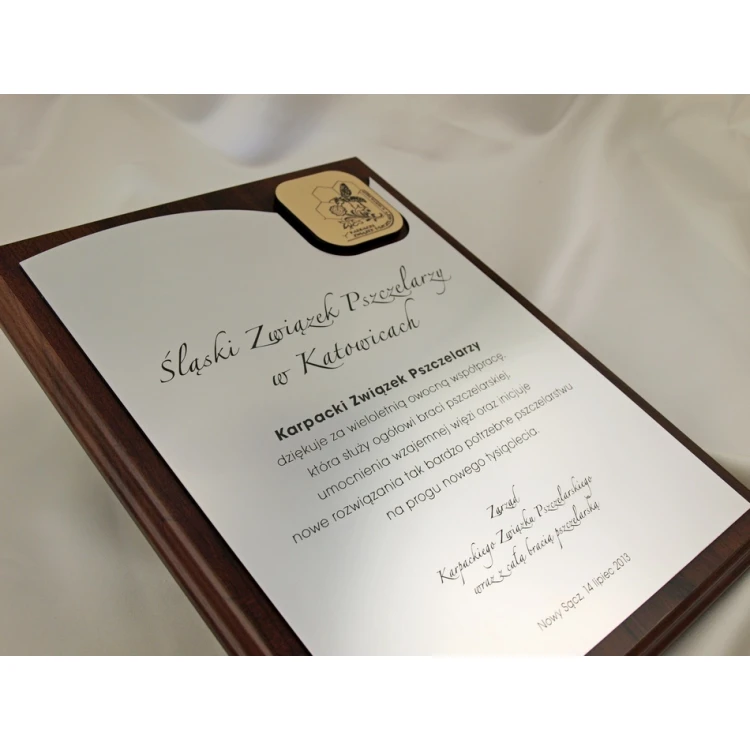 Śląski Związek Pszczelarzy
w Katowicach
Karpacki Związek Pszczelarzy
dziękuje za wieloletnią owocną współpracę,
która służy ogółowi braci pszczelarskiej,
umocnienia wzajemnej więzi oraz inicjuje
nowe rozwiązania tak bardzo potrzebne pszczelarstwu
na progu nowego tysiąclecia.
Zarząd
Karpackiego Związku Pszczelarskiego
wraz z całą bracią pszczelarską
Nowy Sącz, 14 lipiec 2013